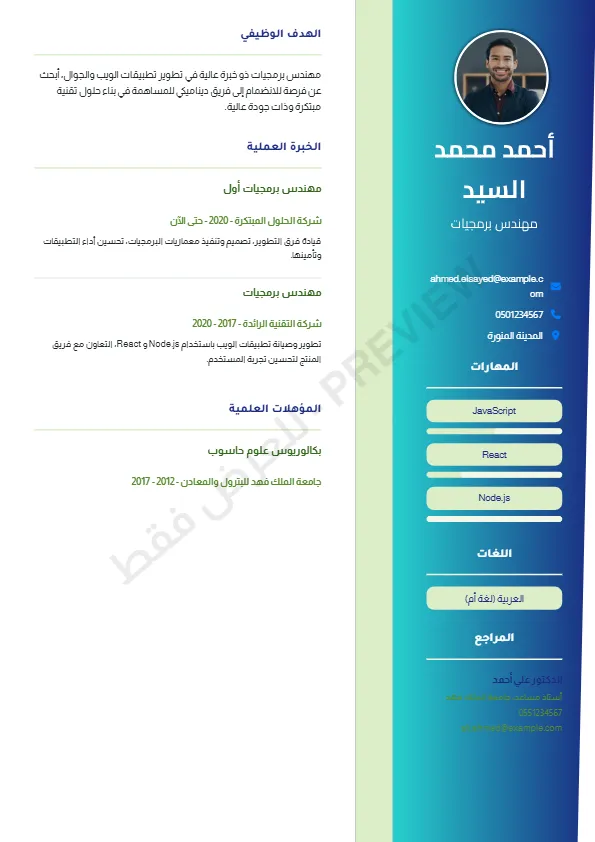 أحمد محمد
السيد
مهندس برمجيات
ahmed.elsayed@example.c
om
0501234567
المدينة المنورة
المهارات
JavaScript
React
Node.js
اللغات
العربية (لغة أم)
المراجع
الدكتور علي أحمد
أستاذ مساعد،
0551234567
@example.com
الهدف الوظيفي
مهندس برمجيات ذو خبرة عالية في تطوير تطبيقات الويب والجوال، أبحث
عن فرصة للانضمام إلى فريق ديناميكي للمساهمة في بناء حلول تقنية
مبتكرة وذات جودة عالية.
الخبرة العملية
مهندس برمجيات أول
شركة الحلول المبتكرة - 2020 - حتى الآن
قيادة فرق التطوير، تصميم وتنفيذ معماريات البرمجيات، تحسين أداء التطبيقات
وتأمينها.
مهندس برمجيات
شركة التقنية الرائدة - 2017 - 2020
تطوير وصيانة تطبيقات الويب باستخدام Node.js و React، التعاون مع فريق
المنتج لتحسين تجربة المستخدم.
المؤهلات العلمية
بكالوريوس علوم حاسوب
جامعة الملك فهد للبترول والمعادن - 2012 - 2017
للعرض فقط PREVIEW